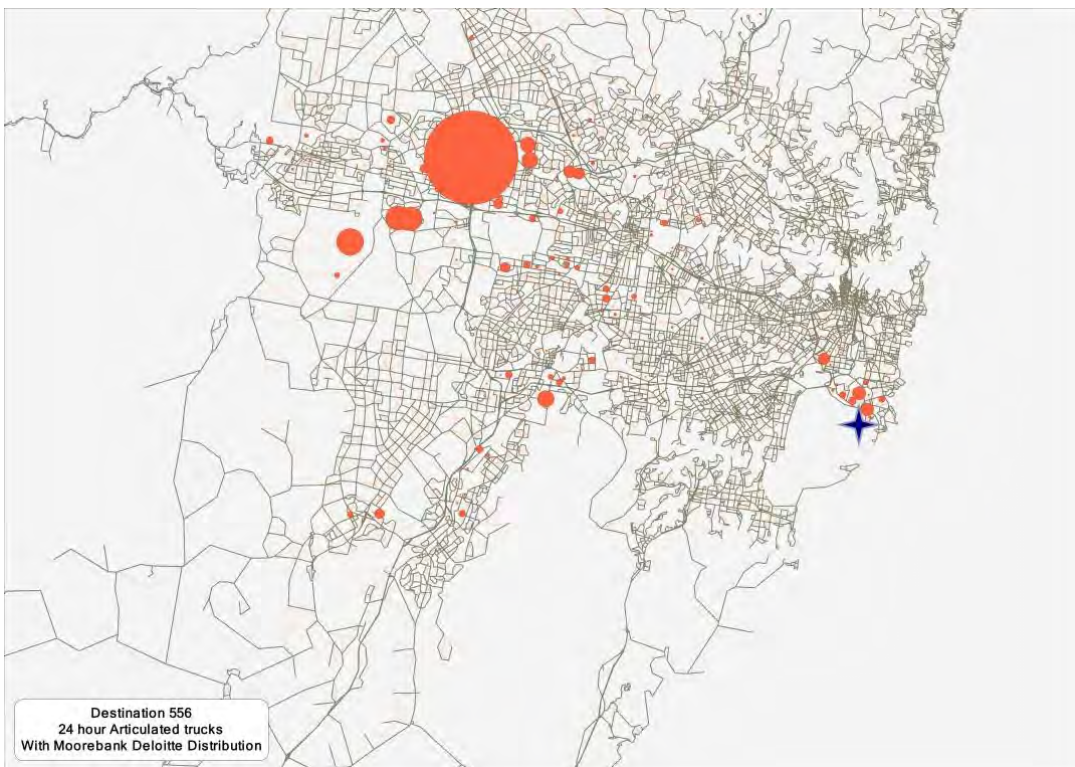 Destination 556
24 hour Articulated trucks
With Moorebank Deloitte Distribution